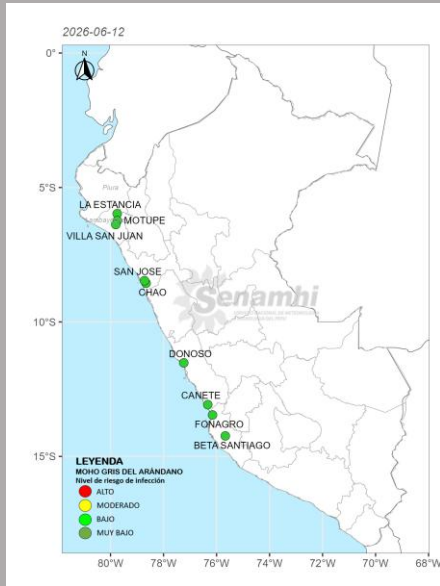 2026-06-12
0°
N
5°S
Piura
LA ESTANCIA
MOTUPE
VILLA SAN JUAN
SAN JOSE
CHAO
Senamhi
10°S
DONOSO
CANETE
FONAGRO
BETA SANTIAGO
15°S
LEYENDA
MOHO GRIS DEL ARÁNDANO
Nivel de riesgo de infección
ALTO
MODERADO
BAJO
MUY BAJO
80°W 78°W 76°W 74°W 72°W 70°W 68°W